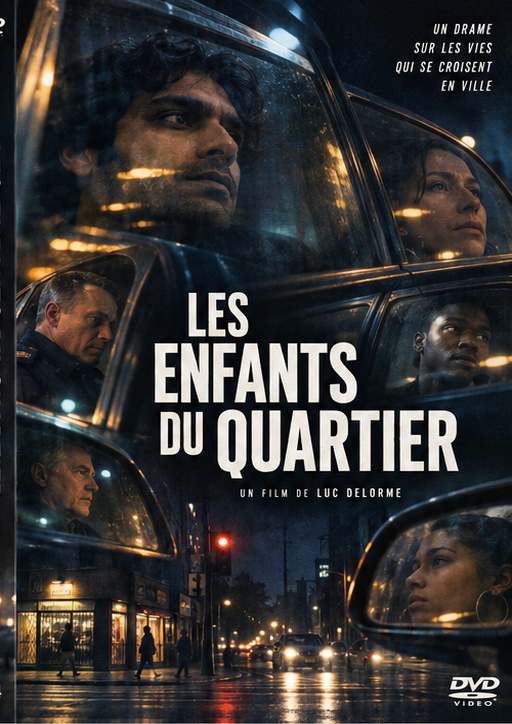 UN DRAME
SUR LES VIES
QUI SE CROISENT
EN VILLE
LES
ENFANTS
DU QUARTIER
UN FILM DE LUC DELORME
DVD
VIDEO